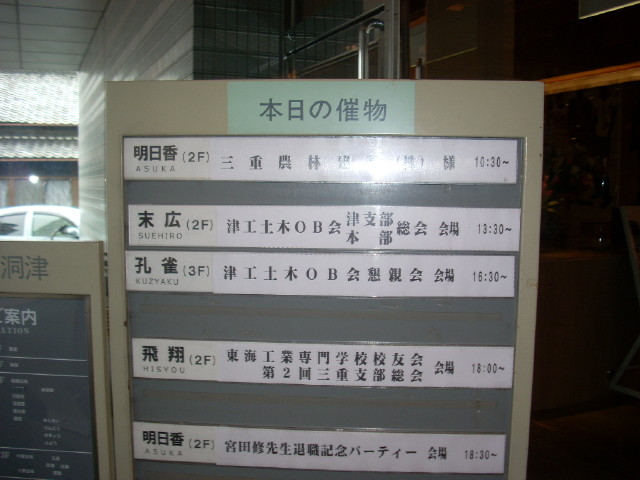 本日の催物
明日香 (2F) 三重農林建 (株) 様 10:30~
ASUKA
末広 (2F) 津工土木OB会 津支部 本部 総会 会場 13:30~
SUEHIRO
孔雀 (3F) 津工土木OB会懇親会 会場 16:30~
KUZYAKU
飛翔 (2F) 東海工業専門学校校友会 会場 18:00~
HISYOU 第2回三重支部総会
明日香 (2F) 宮田修先生退職記念パーティー 会場 18:30~
ASUKA
洞津
ご案内